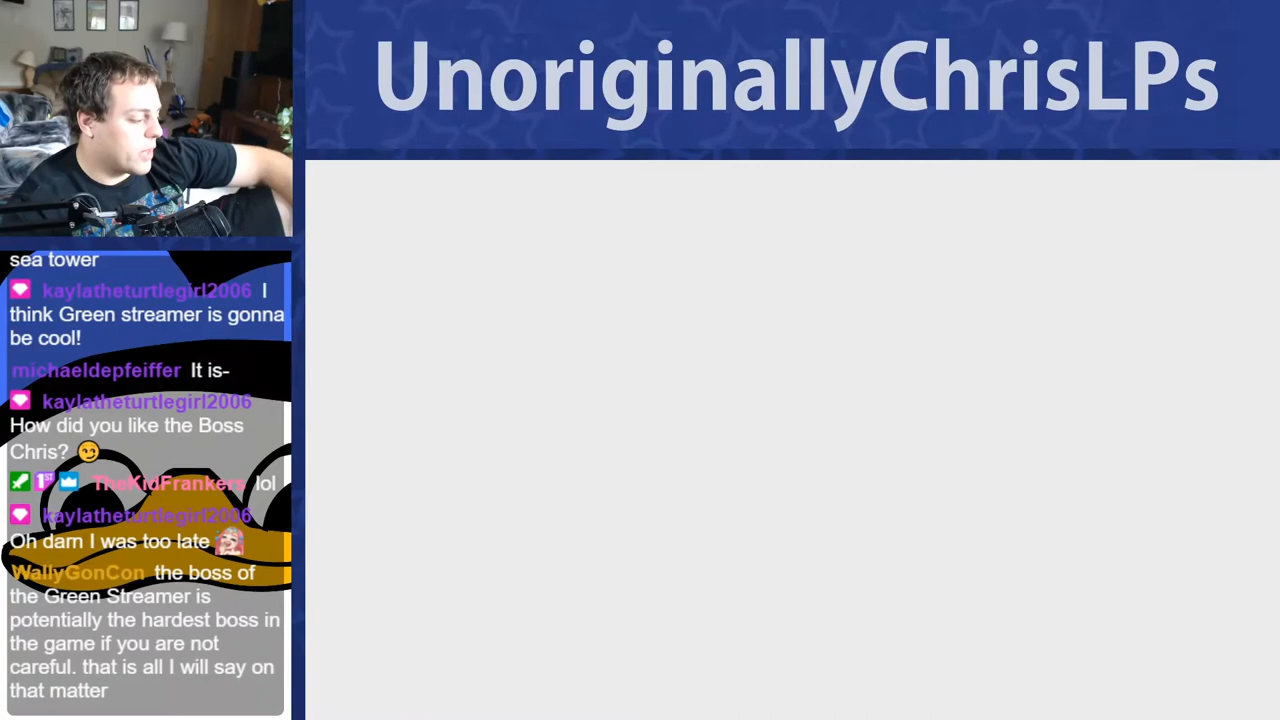 UnoriginallyChrisLPs
sea tower
kaylatheturtlegirl2006 I
think Green streamer is gonna
be cool!
michaeldepfeiffer It is-
kaylatheturtlegirl2006
How did you like the Boss
Chris? 😏
1ST TheKidFrankers lol
kaylatheturtlegirl2006
Oh darn I was too late
WallyGonCon the boss of
the Green Streamer is
potentially the hardest boss in
the game if you are not
careful. that is all I will say on
that matter